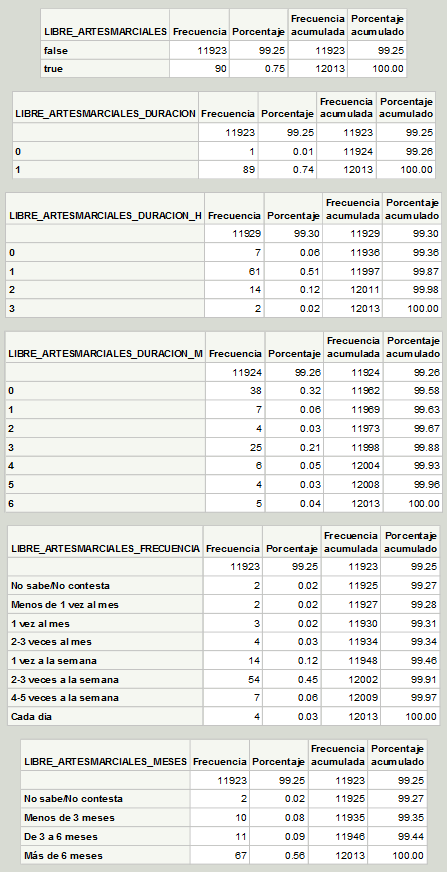 LIBRE_ARTESMARCIALES Frecuencia Porcentaje Frecuencia acumulada Porcentaje acumulado
false 11923 99.25 11923 99.25
true 90 0.75 12013 100.00
LIBRE_ARTESMARCIALES_DURACION Frecuencia Porcentaje Frecuencia acumulada Porcentaje acumulado
11923 99.25 11923 99.25
0 1 0.01 11924 99.26
1 89 0.74 12013 100.00
LIBRE_ARTESMARCIALES_DURACION_H Frecuencia Porcentaje Frecuencia acumulada Porcentaje acumulado
11929 99.30 11929 99.30
0 7 0.06 11936 99.36
1 61 0.51 11997 99.87
2 14 0.12 12011 99.98
3 2 0.02 12013 100.00
LIBRE_ARTESMARCIALES_DURACION_M Frecuencia Porcentaje Frecuencia acumulada Porcentaje acumulado
11924 99.26 11924 99.26
0 38 0.32 11962 99.58
1 7 0.06 11969 99.63
2 4 0.03 11973 99.67
3 25 0.21 11998 99.88
4 6 0.05 12004 99.93
5 4 0.03 12008 99.96
6 5 0.04 12013 100.00
LIBRE_ARTESMARCIALES_FRECUENCIA Frecuencia Porcentaje Frecuencia acumulada Porcentaje acumulado
11923 99.25 11923 99.25
No sabe/No contesta 2 0.02 11925 99.27
Menos de 1 vez al mes 2 0.02 11927 99.28
1 vez al mes 3 0.02 11930 99.31
2-3 veces al mes 4 0.03 11934 99.34
1 vez a la semana 14 0.12 11948 99.46
2-3 veces a la semana 54 0.45 12002 99.91
4-5 veces a la semana 7 0.06 12009 99.97
Cada dia 4 0.03 12013 100.00
LIBRE_ARTESMARCIALES_MESES Frecuencia Porcentaje Frecuencia acumulada Porcentaje acumulado
11923 99.25 11923 99.25
No sabe/No contesta 2 0.02 11925 99.27
Menos de 3 meses 10 0.08 11935 99.35
De 3 a 6 meses 11 0.09 11946 99.44
Más de 6 meses 67 0.56 12013 100.00